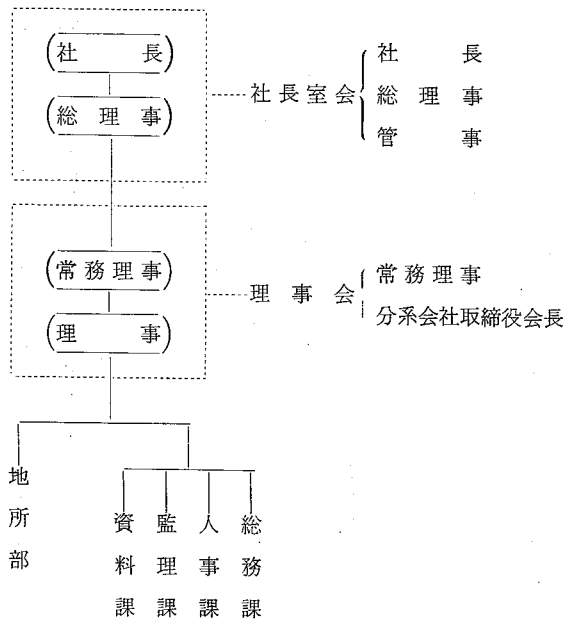 社長
総理事
社長室会
社長
総理事
管事
常務理事
理事
理事会
常務理事
分系会社取締役会長
地所部
資料課
監理課
人事課
総務課